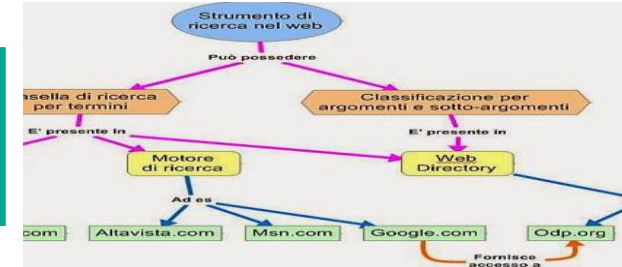 Strumento di
ricerca nel web
Può possedere
sella di ricerca
per termini
Classificazione per
argomenti e sotto-argomenti
E' presente in
E' presente in
Motore
di ricerca
Web
Directory
Ad es
com
Altavista.com
Msn.com
Google.com
Odp.org
Fornisce
accesso a